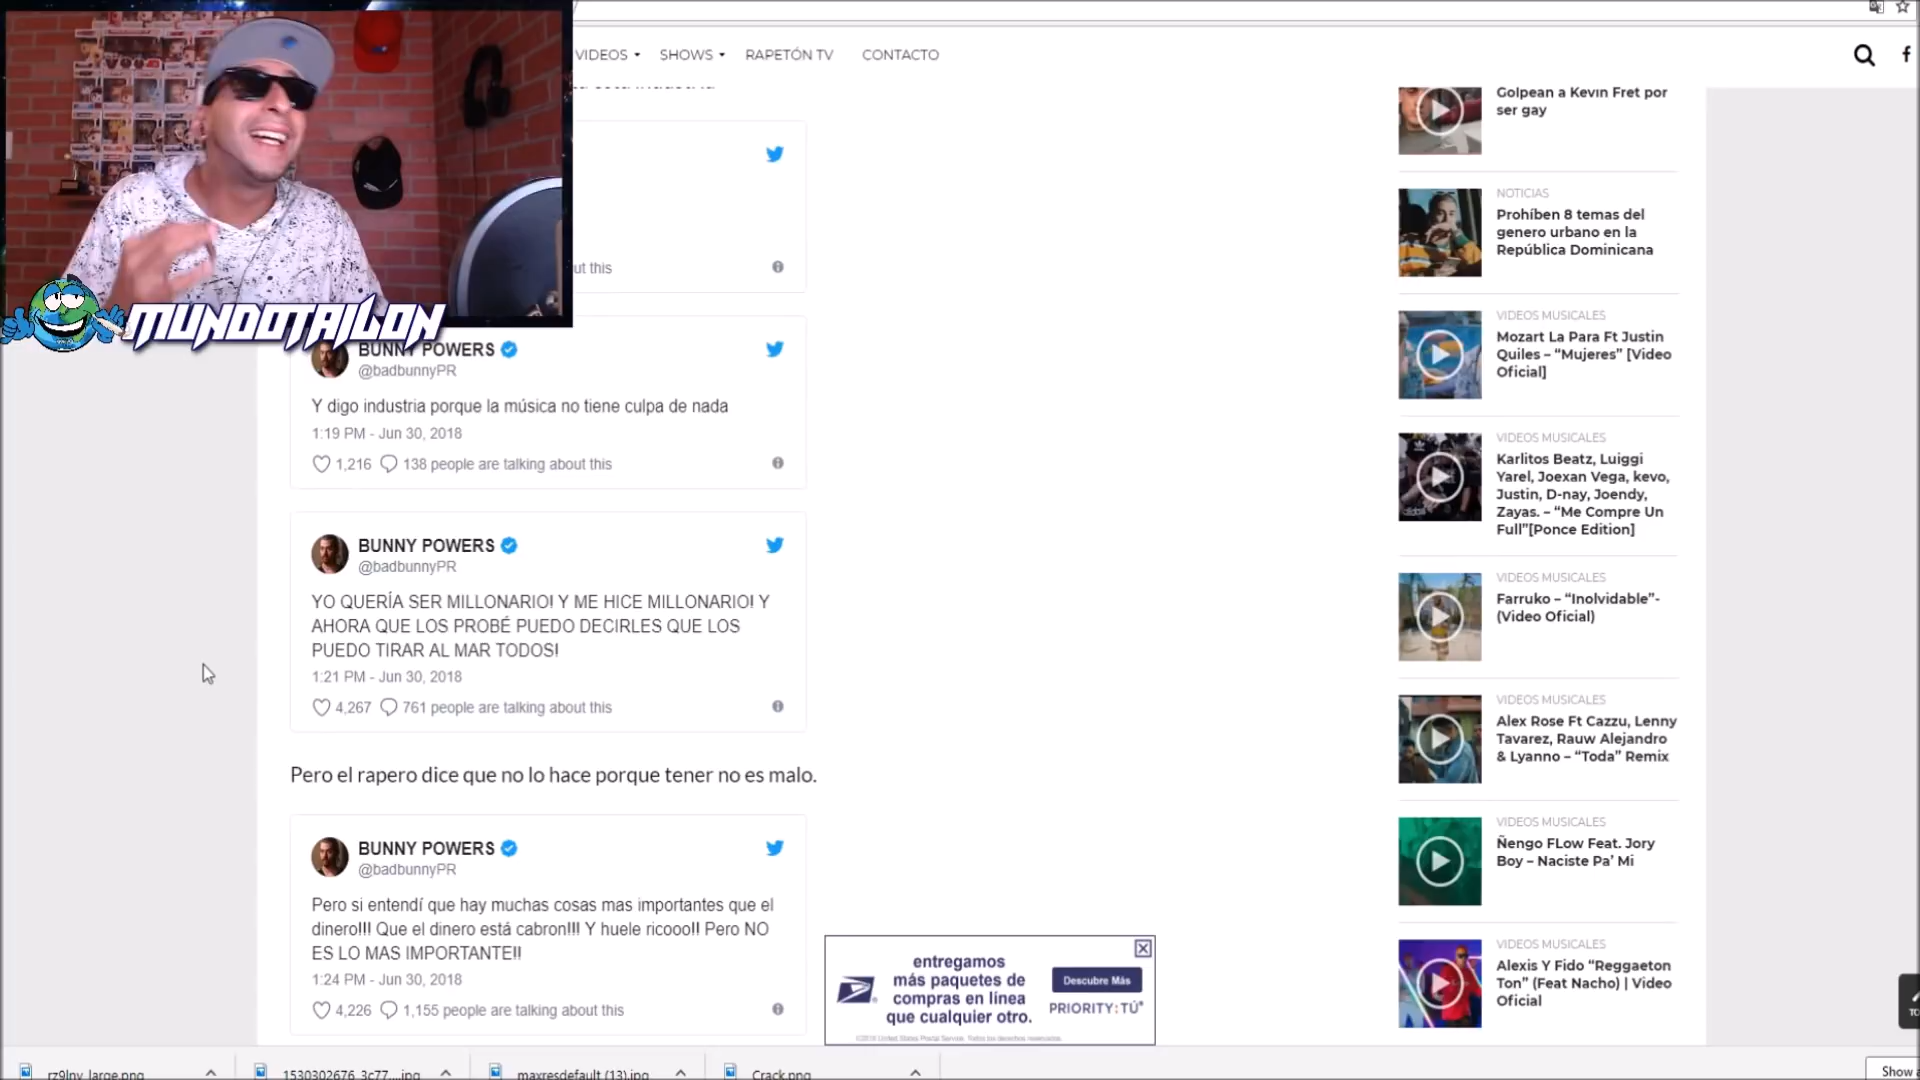 VIDEOS
SHOWS
RAPETÓN TV
CONTACTO
MUNDOTAILON
ut this
BUNNY POWERS
@badbunnyPR
Y digo industria porque la música no tiene culpa de nada
1:19 PM - Jun 30, 2018
1,216 138 people are talking about this
BUNNY POWERS
@badbunnyPR
YO QUERÍA SER MILLONARIO! Y ME HICE MILLONARIO! Y
AHORA QUE LOS PROBÉ PUEDO DECIRLES QUE LOS
PUEDO TIRAR AL MAR TODOS!
1:21 PM - Jun 30, 2018
4,267 761 people are talking about this
Pero el rapero dice que no lo hace porque tener no es malo.
BUNNY POWERS
@badbunnyPR
Pero si entendí que hay muchas cosas mas importantes que el
dinero!!! Que el dinero está cabron!!! Y huele ricooo!! Pero NO
ES LO MAS IMPORTANTE!!
1:24 PM - Jun 30, 2018
4,226 1,155 people are talking about this
entregamos
más paquetes de
compras en línea
que cualquier otro.
Descubre Más
PRIORITY:TÚ
Golpean a Kevin Fret por
ser gay
NOTICIAS
Prohíben 8 temas del
genero urbano en la
República Dominicana
VIDEOS MUSICALES
Mozart La Para Ft Justin
Quiles – “Mujeres” [Video
Oficial]
VIDEOS MUSICALES
Karlitos Beatz, Luiggi
Yarel, Joexan Vega, kevo,
Justin, D-nay, Joendy,
Zayas. – “Me Compre Un
Full”[Ponce Edition]
VIDEOS MUSICALES
Farruko – “Inolvidable”-
(Video Oficial)
VIDEOS MUSICALES
Alex Rose Ft Cazzu, Lenny
Tavarez, Rauw Alejandro
& Lyanno – “Toda” Remix
VIDEOS MUSICALES
Ñengo FLow Feat. Jory
Boy – Naciste Pa’ Mi
VIDEOS MUSICALES
Alexis Y Fido “Reggaeton
Ton” (Feat Nacho) | Video
Oficial
rz9lny_large.png
1530302676_3c77....jpg
maxresdefault (13).jpg
Crack.png
Show